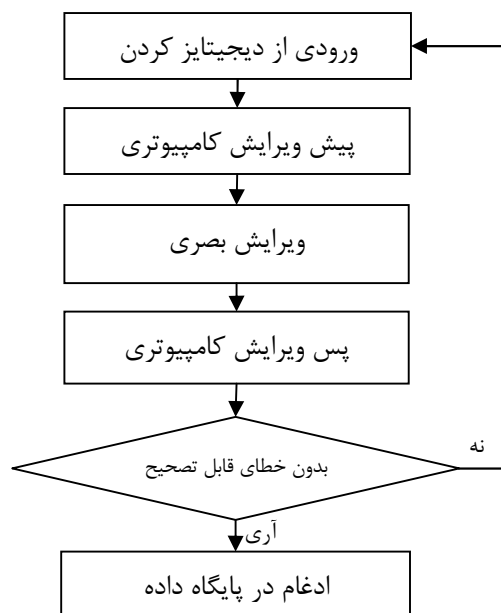 ورودی از دیجیتایز کردن
پیش ویرایش کامپیوتری
ویرایش بصری
پس ویرایش کامپیوتری
بدون خطای قابل تصحیح
نه
آری
ادغام در پایگاه داده